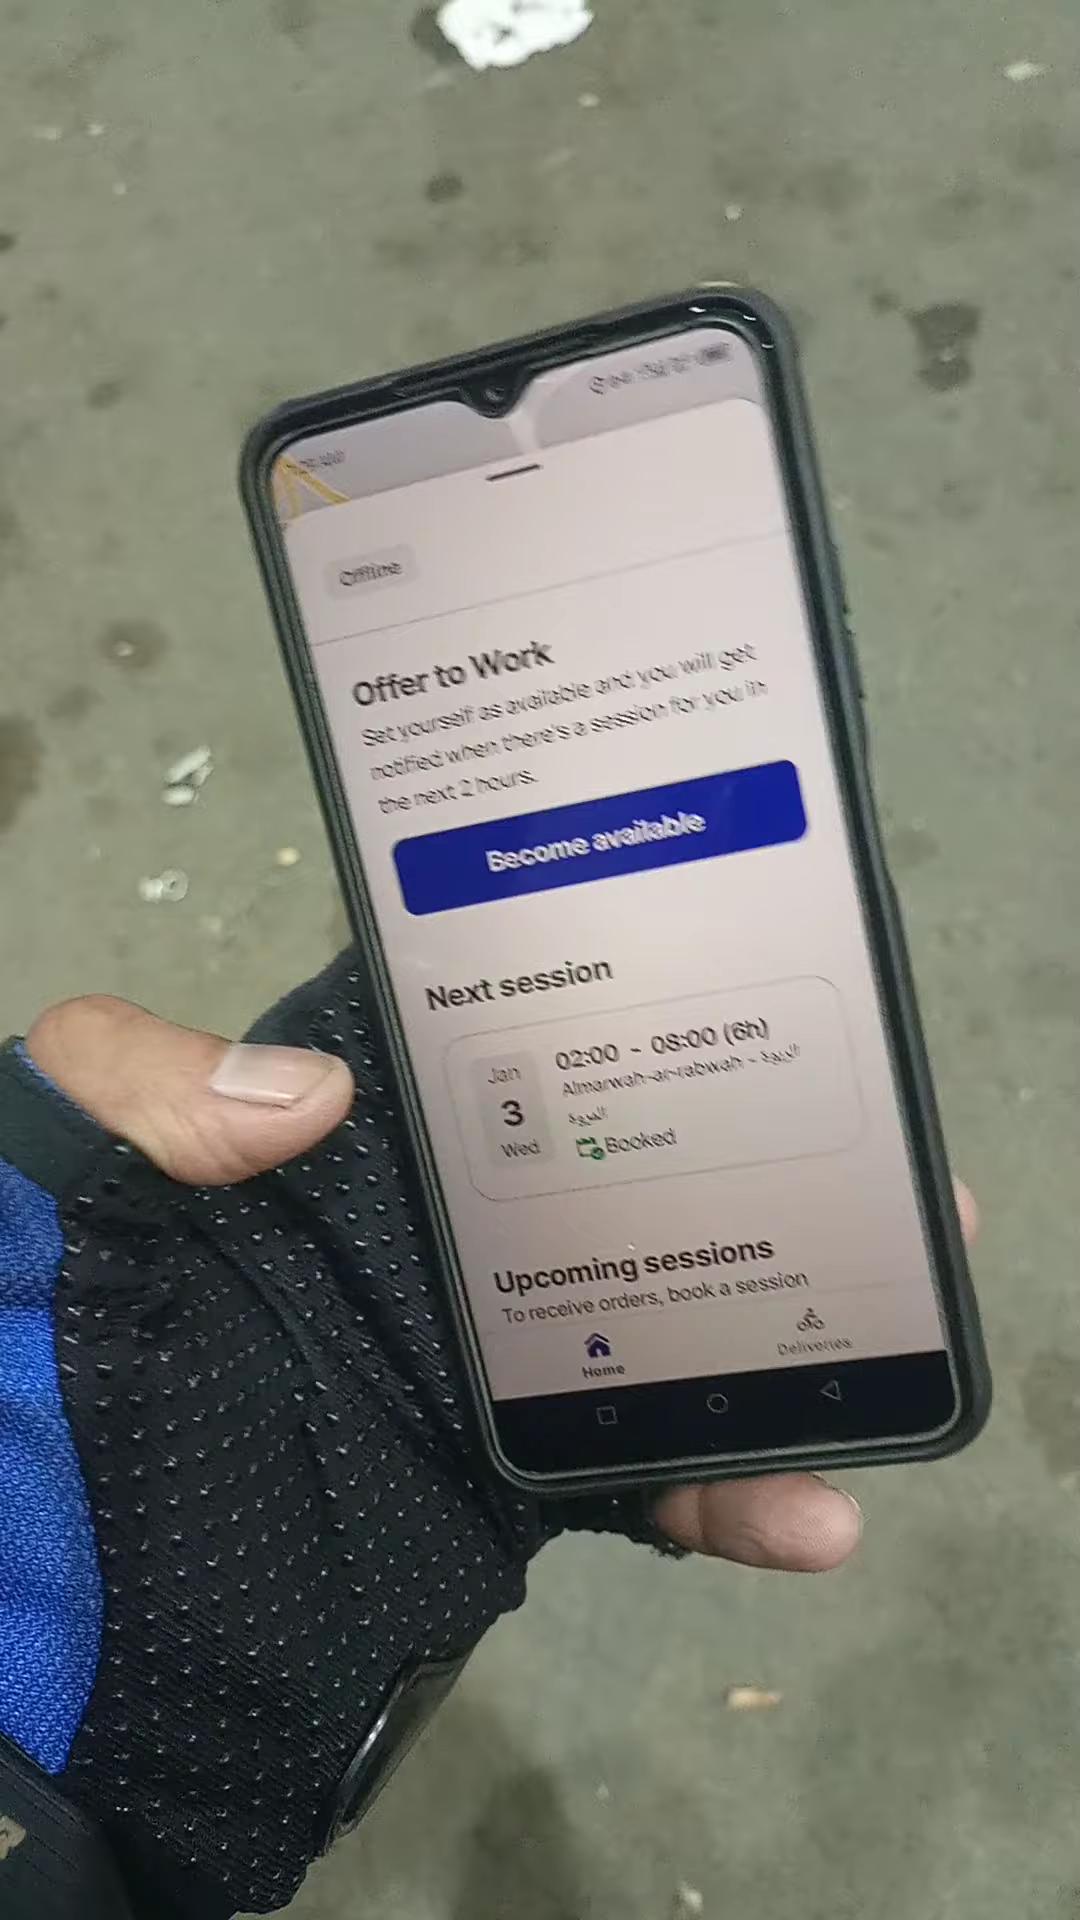 Offline
Offer to Work
Set yourself as available and you will get
notified when there's a session for you in
the next 2 hours.
Become available
Next session
Jan
3
Wed
02:00 - 08:00 (6h)
Almarwah-ar-rabwah - الربوة
المروة
Booked
Upcoming sessions
To receive orders, book a session
Home
Deliveries